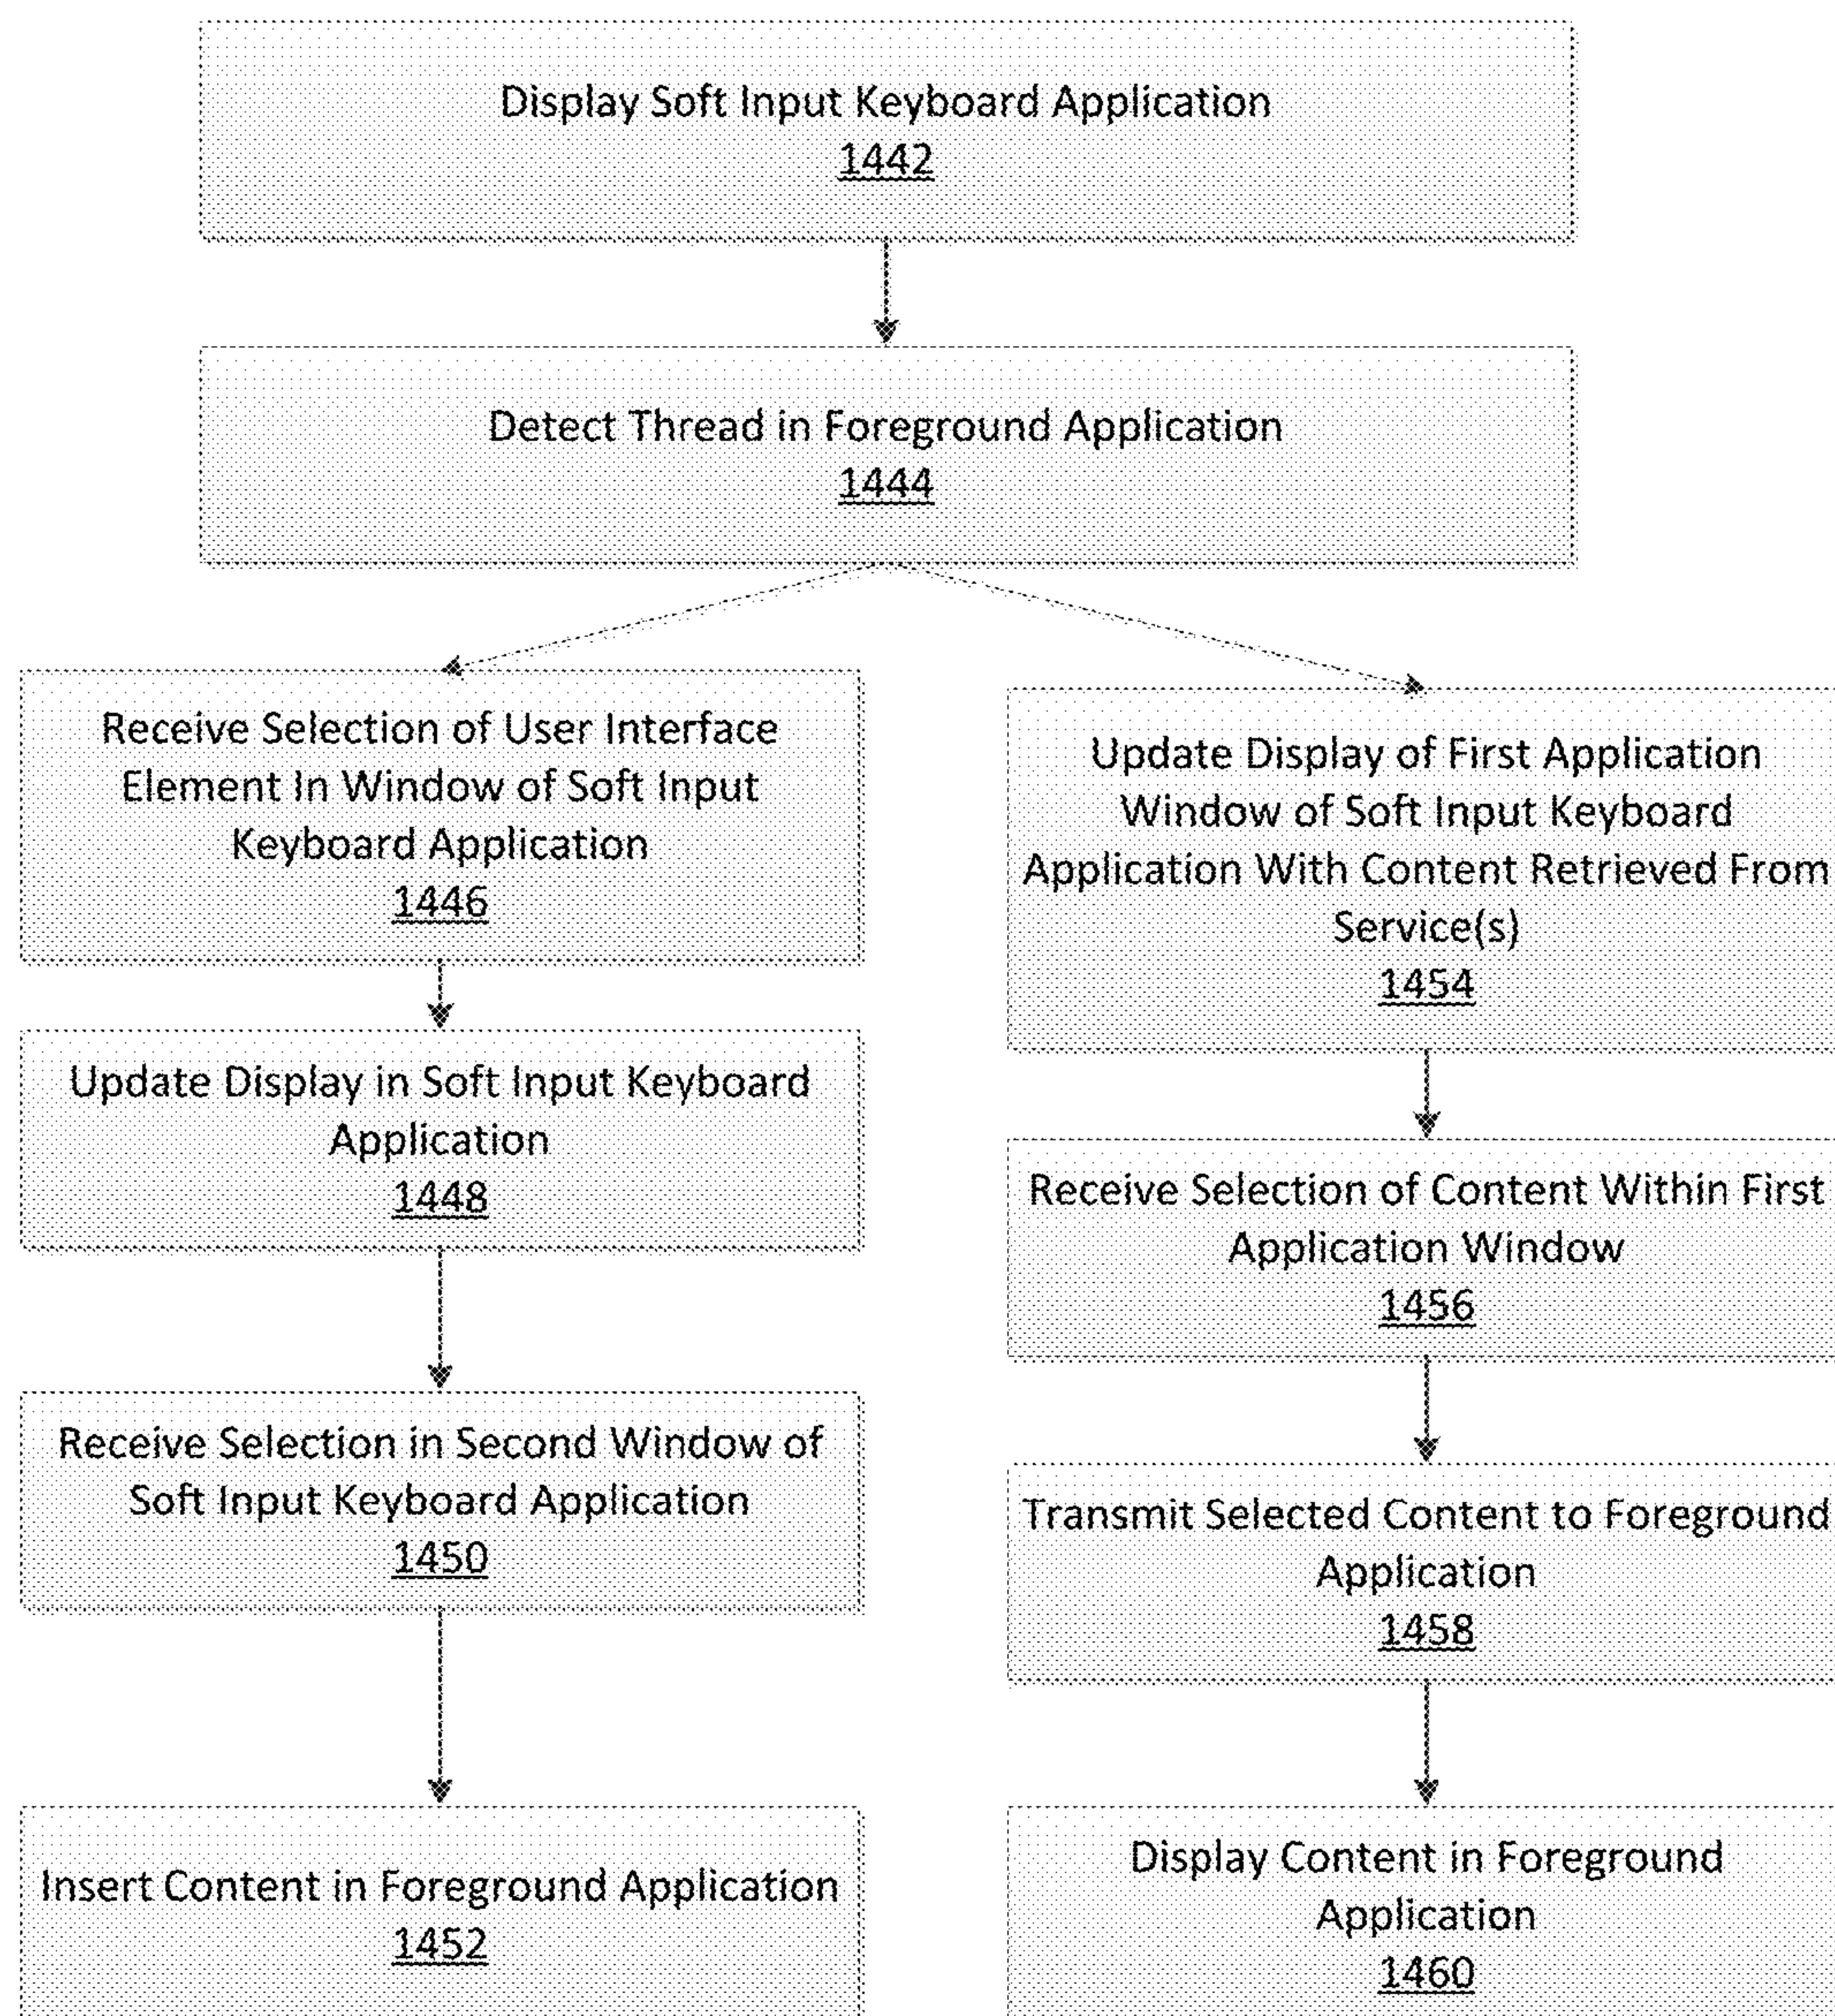 Display Soft Input Keyboard Application
1442
Detect Thread in Foreground Application
1444
Receive Selection of User Interface
Element In Window of Soft Input
Keyboard Application
1446
Update Display in Soft Input Keyboard
Application
1448
Receive Selection in Second Window of
Soft Input Keyboard Application
1450
Insert Content in Foreground Application
1452
Update Display of First Application
Window of Soft Input Keyboard
Application With Content Retrieved From
Service(s)
1454
Receive Selection of Content Within First
Application Window
1456
Transmit Selected Content to Foreground
Application
1458
Display Content in Foreground
Application
1460